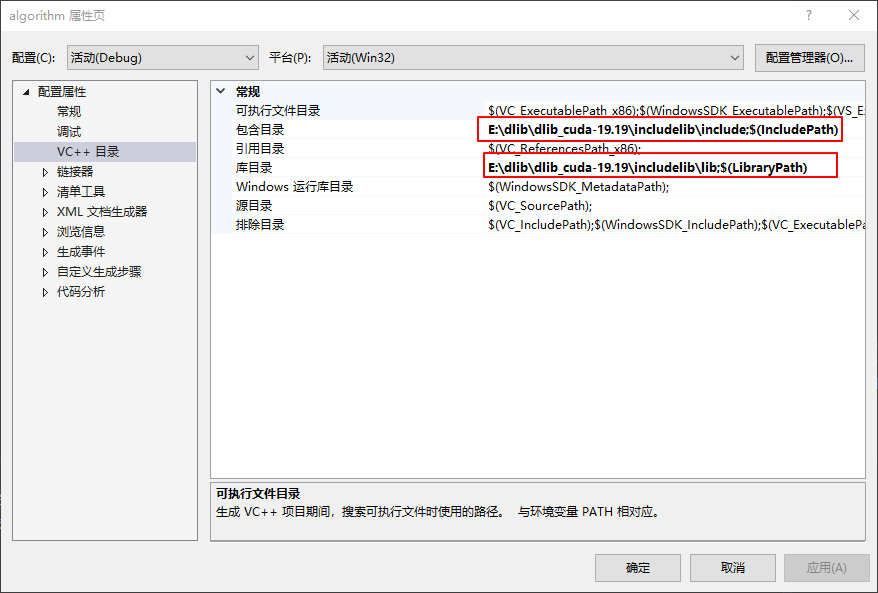 algorithm 属性页
配置(C): 活动(Debug) 平台(P): 活动(Win32) 配置管理器(O)...
配置属性
常规
调试
VC++ 目录
链接器
清单工具
XML 文档生成器
浏览信息
生成事件
自定义生成步骤
代码分析
常规
可执行文件目录 $(VC_ExecutablePath_x86);$(WindowsSDK_ExecutablePath);$(VS_E
包含目录 E:\dlib\dlib_cuda-19.19\includelib\include;$(IncludePath)
引用目录 $(VC_ReferencesPath_x86);
库目录 E:\dlib\dlib_cuda-19.19\includelib\lib;$(LibraryPath)
Windows 运行库目录 $(WindowsSDK_MetadataPath);
源目录 $(VC_SourcePath);
排除目录 $(VC_IncludePath);$(WindowsSDK_IncludePath);$(VC_ExecutablePa
可执行文件目录
生成 VC++ 项目期间，搜索可执行文件时使用的路径。 与环境变量 PATH 相对应。
确定 取消 应用(A)